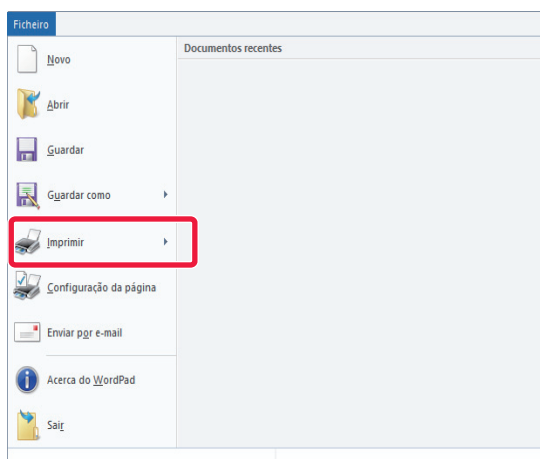 Ficheiro
Documentos recentes
Novo
Abrir
Guardar
Guardar como
Imprimir
Configuração da página
Enviar por e-mail
Acerca do WordPad
Sair